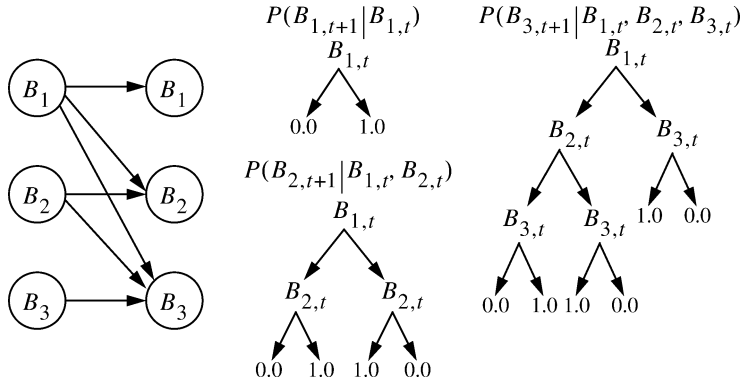 B1 B1
B2 B2
B3 B3
P(B1,t+1|B1,t)
B1,t
0.0 1.0
P(B2,t+1|B1,t, B2,t)
B1,t
B2,t B2,t
0.0 1.0 1.0 0.0
P(B3,t+1|B1,t, B2,t, B3,t)
B1,t
B2,t B3,t
B3,t B3,t 1.0 0.0
0.0 1.0 1.0 0.0